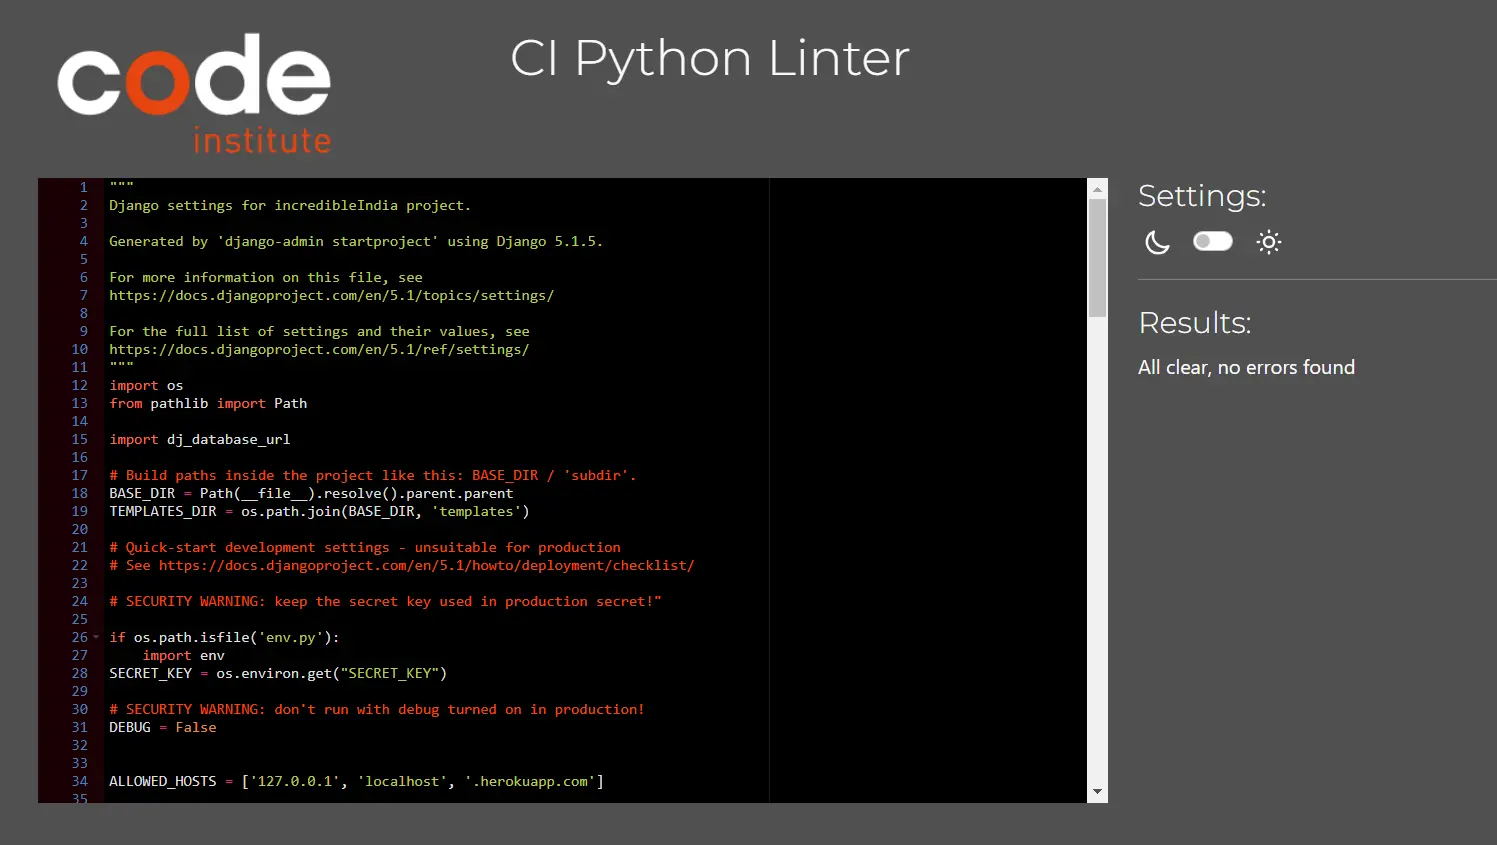 code
institute
CI Python Linter
1 """
2 Django settings for incredibleIndia project.
3
4 Generated by 'django-admin startproject' using Django 5.1.5.
5
6 For more information on this file, see
7 https://docs.djangoproject.com/en/5.1/topics/settings/
8
9 For the full list of settings and their values, see
10 https://docs.djangoproject.com/en/5.1/ref/settings/
11 """
12 import os
13 from pathlib import Path
14
15 import dj_database_url
16
17 # Build paths inside the project like this: BASE_DIR / 'subdir'.
18 BASE_DIR = Path(__file__).resolve().parent.parent
19 TEMPLATES_DIR = os.path.join(BASE_DIR, 'templates')
20
21 # Quick-start development settings - unsuitable for production
22 # See https://docs.djangoproject.com/en/5.1/howto/deployment/checklist/
23
24 # SECURITY WARNING: keep the secret key used in production secret!"
25
26 if os.path.isfile('env.py'):
27     import env
28 SECRET_KEY = os.environ.get("SECRET_KEY")
29
30 # SECURITY WARNING: don't run with debug turned on in production!
31 DEBUG = False
32
33
34 ALLOWED_HOSTS = ['127.0.0.1', 'localhost', '.herokuapp.com']
35
Settings:
Results:
All clear, no errors found